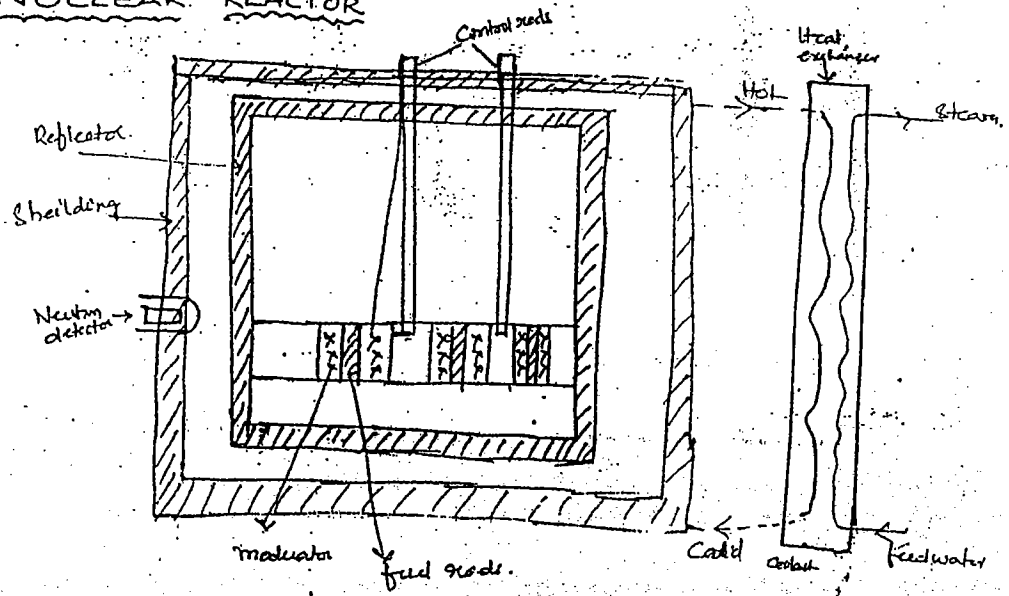 NUCLEAR REACTOR
Control rods
Heat
exchanger
Hot
Steam.
Reflector.
Sheilding
Neutron
detector
moderator
fuel rods.
Cold
Coolant
feedwater